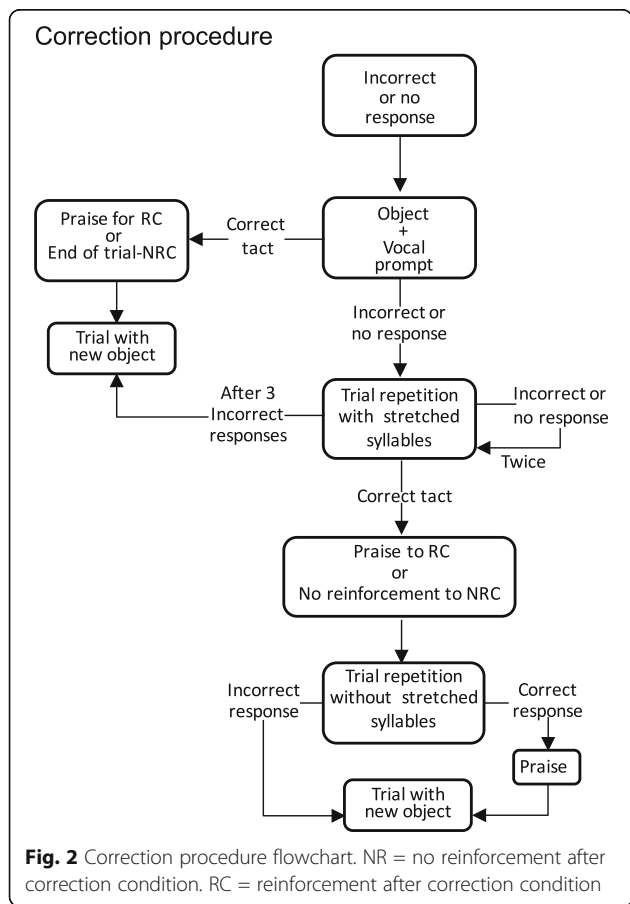 Correction procedure
Incorrect
or no
response
Object
+
Vocal
prompt
Correct
tact
Praise for RC
or
End of trial-NRC
Trial with
new object
Incorrect or
no response
After 3
Incorrect
responses
Trial repetition
with stretched
syllables
Incorrect or
no response
Twice
Correct tact
Praise to RC
or
No reinforcement to NRC
Incorrect
response
Trial repetition
without stretched
syllables
Correct
response
Praise
Trial with
new object
Fig. 2 Correction procedure flowchart. NR = no reinforcement after
correction condition. RC = reinforcement after correction condition